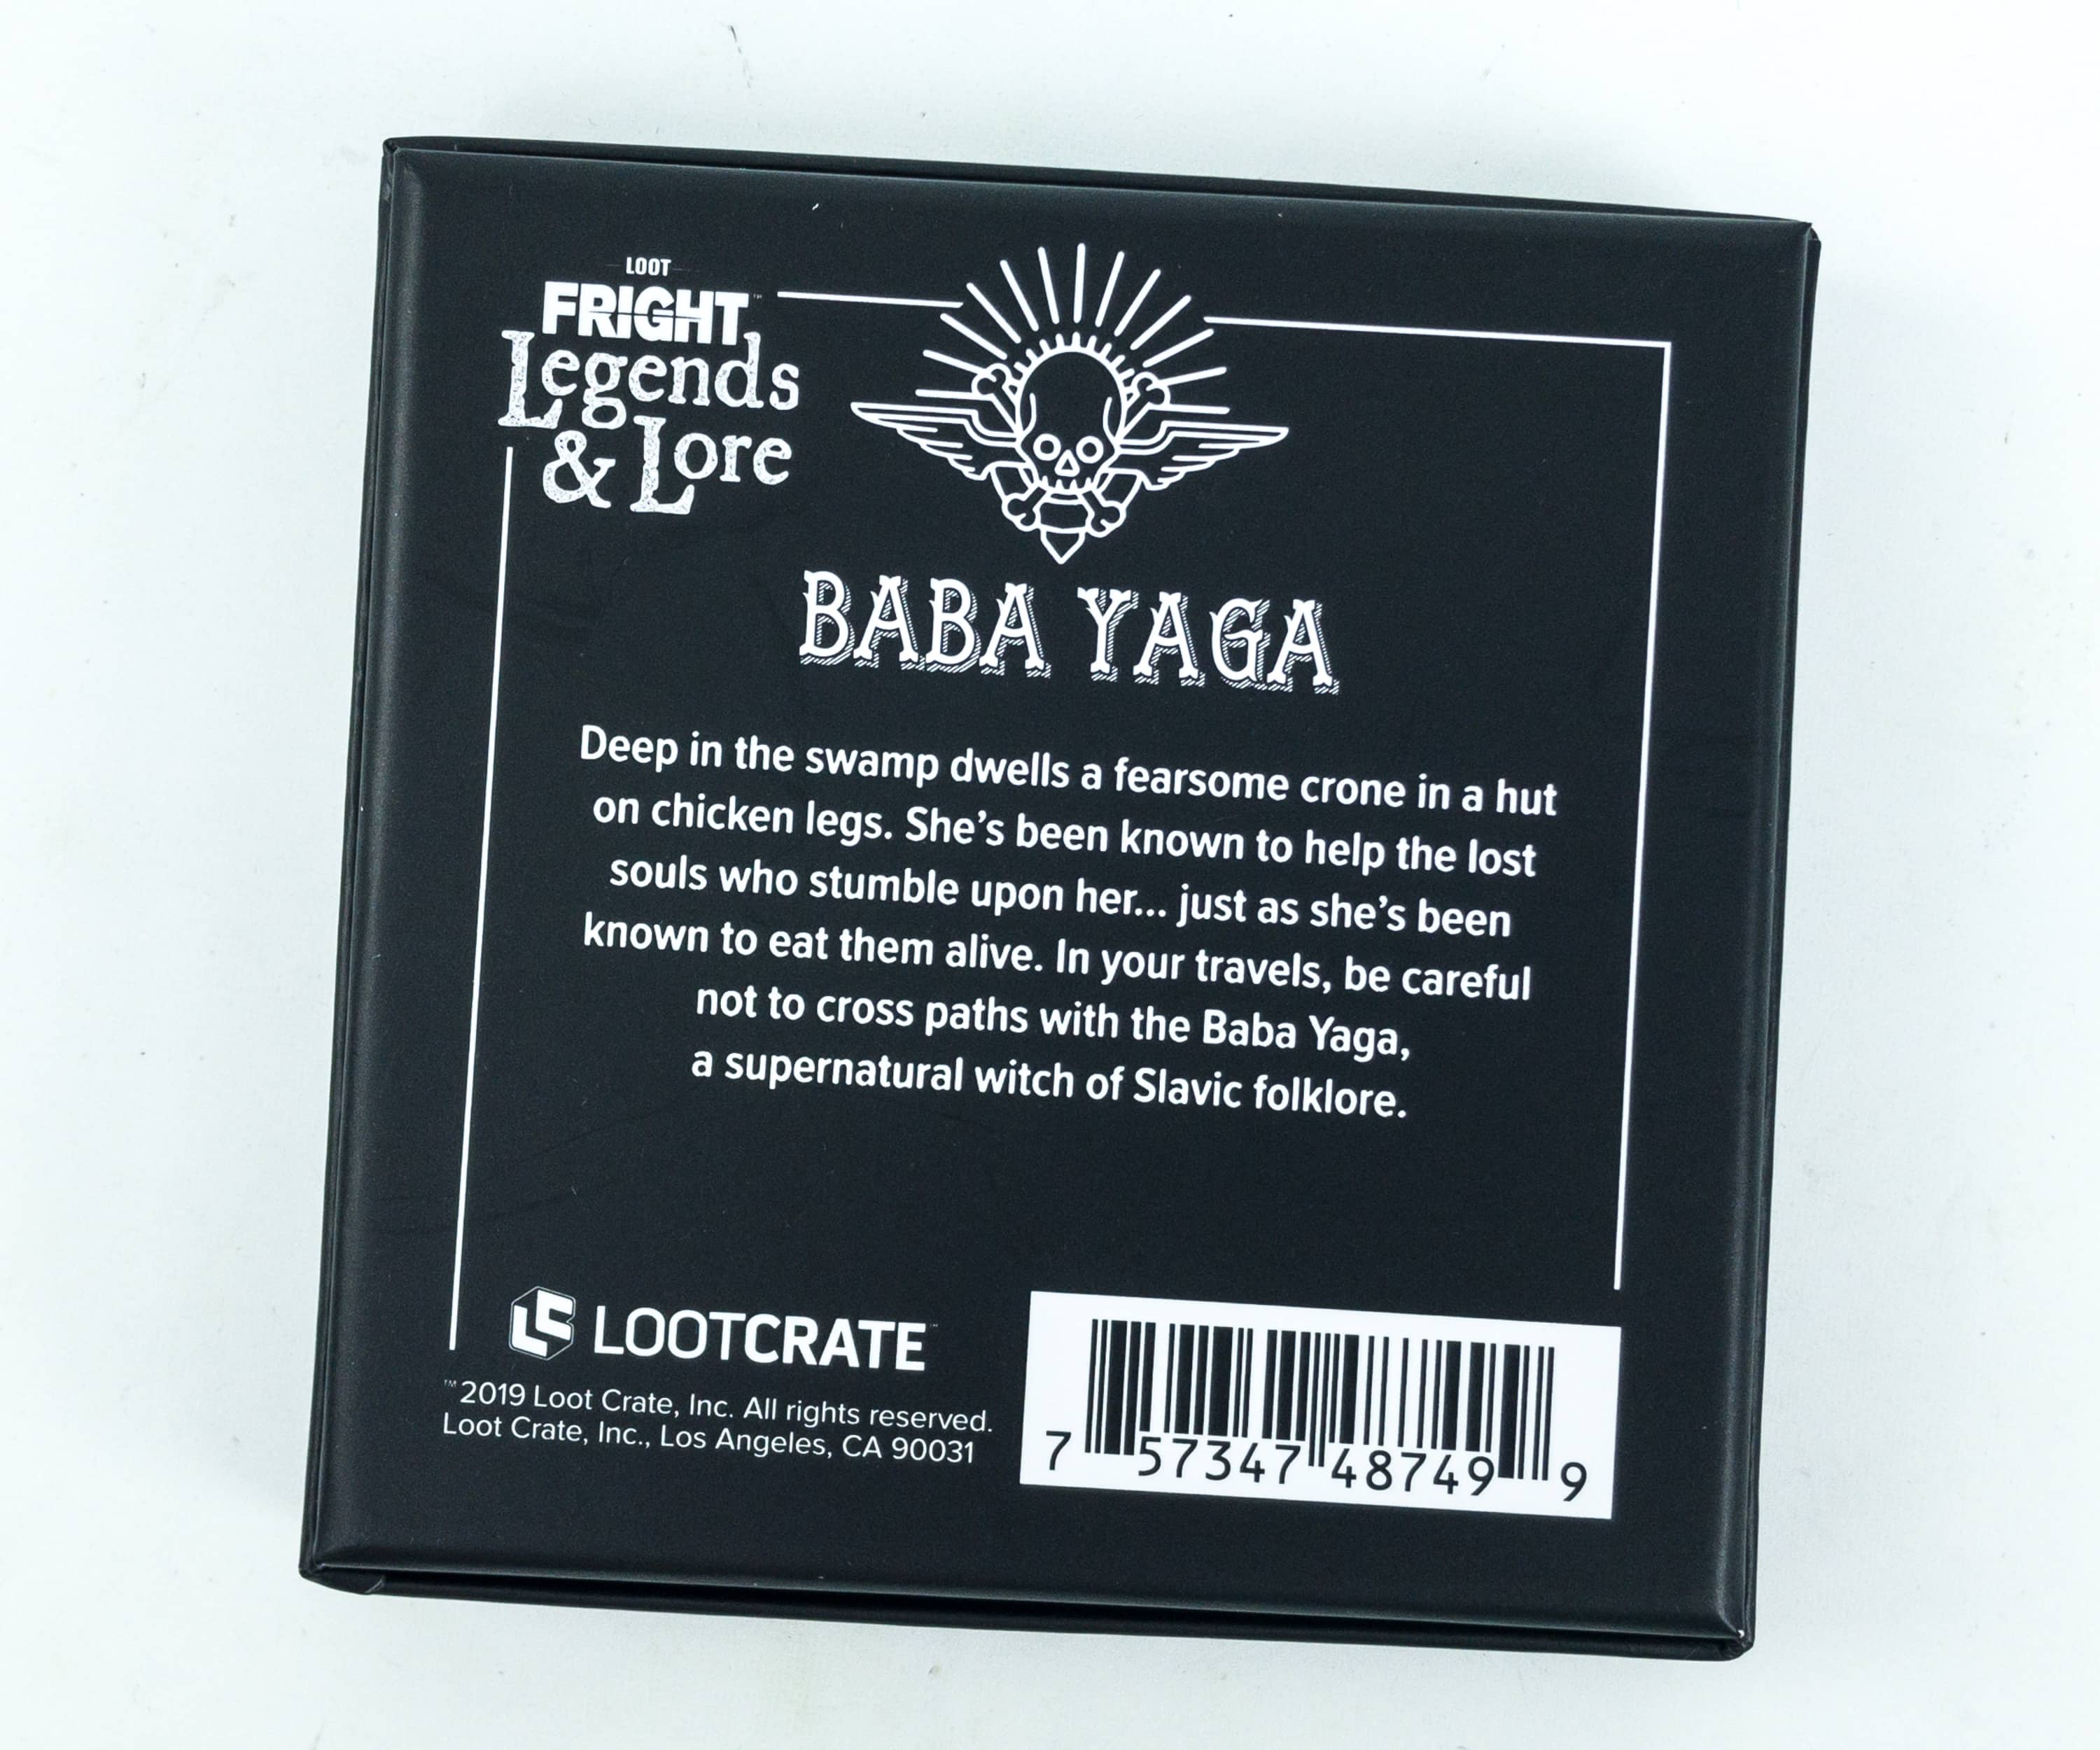 LOOT
FRIGHT™
Legends
& Lore
BABA YAGA
Deep in the swamp dwells a fearsome crone in a hut
on chicken legs. She's been known to help the lost
souls who stumble upon her... just as she's been
known to eat them alive. In your travels, be careful
not to cross paths with the Baba Yaga,
a supernatural witch of Slavic folklore.
LOOTCRATE™
™2019 Loot Crate, Inc. All rights reserved.
Loot Crate, Inc., Los Angeles, CA 90031
7 57347 48749 9